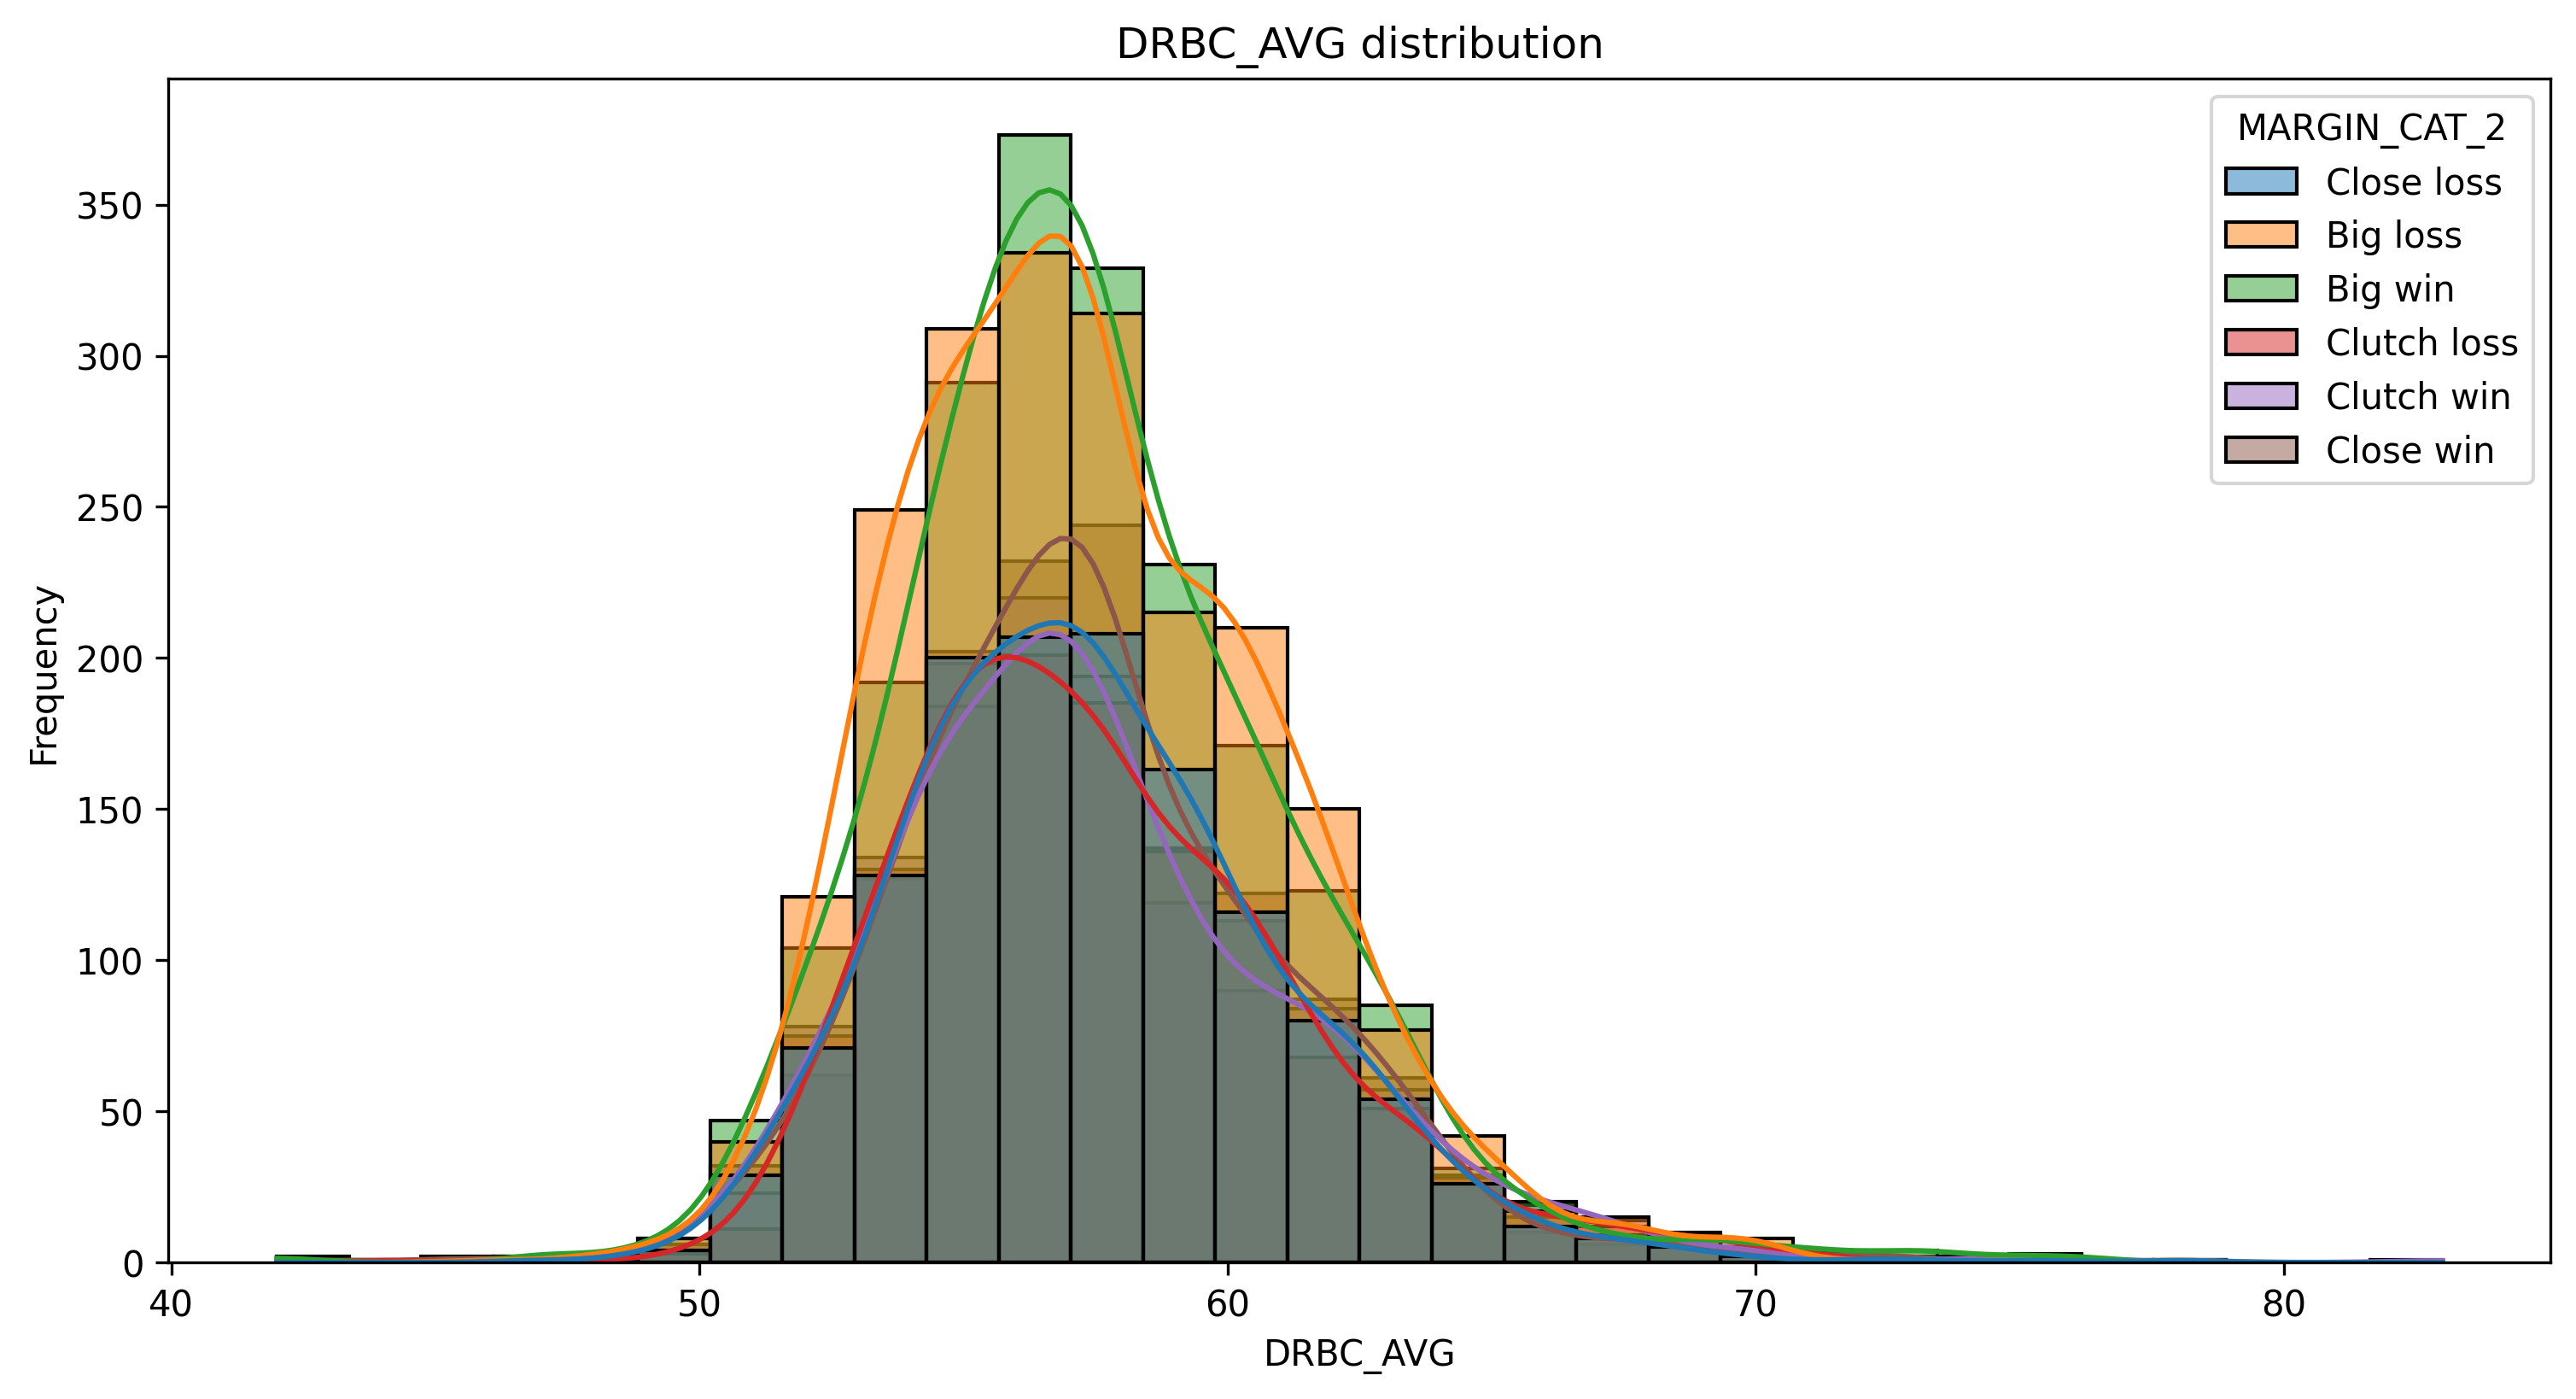 DRBC_AVG distribution
MARGIN_CAT_2
Close loss
Big loss
Big win
Clutch loss
Clutch win
Close win
Frequency
350
300
250
200
150
100
50
0
40 50 60 70 80
DRBC_AVG